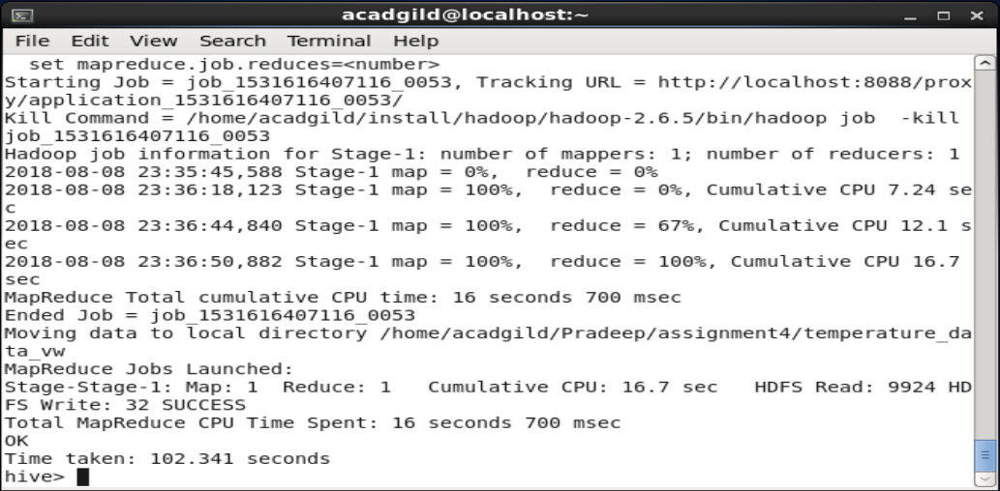 acadgild@localhost:~
File Edit View Search Terminal Help
  set mapreduce.job.reduces=<number>
Starting Job = job_1531616407116_0053, Tracking URL = http://localhost:8088/prox
y/application_1531616407116_0053/
Kill Command = /home/acadgild/install/hadoop/hadoop-2.6.5/bin/hadoop job  -kill
job_1531616407116_0053
Hadoop job information for Stage-1: number of mappers: 1; number of reducers: 1
2018-08-08 23:35:45,588 Stage-1 map = 0%,  reduce = 0%
2018-08-08 23:36:18,123 Stage-1 map = 100%,  reduce = 0%, Cumulative CPU 7.24 se
c
2018-08-08 23:36:44,840 Stage-1 map = 100%,  reduce = 67%, Cumulative CPU 12.1 s
ec
2018-08-08 23:36:50,882 Stage-1 map = 100%,  reduce = 100%, Cumulative CPU 16.7
sec
MapReduce Total cumulative CPU time: 16 seconds 700 msec
Ended Job = job_1531616407116_0053
Moving data to local directory /home/acadgild/Pradeep/assignment4/temperature_da
ta_vw
MapReduce Jobs Launched:
Stage-Stage-1: Map: 1  Reduce: 1   Cumulative CPU: 16.7 sec   HDFS Read: 9924 HD
FS Write: 32 SUCCESS
Total MapReduce CPU Time Spent: 16 seconds 700 msec
OK
Time taken: 102.341 seconds
hive>